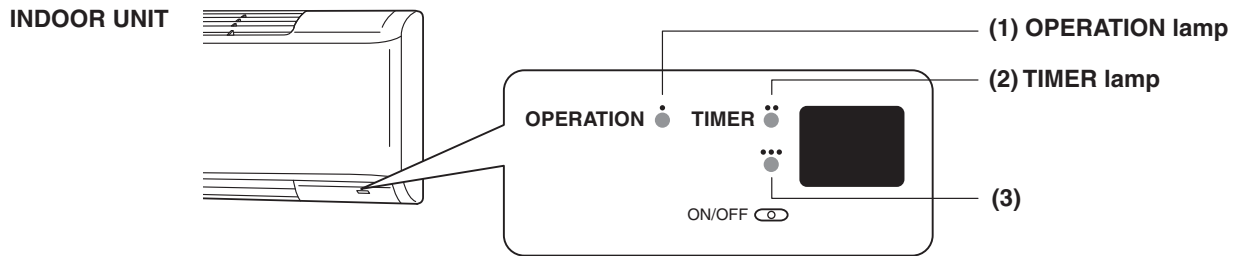 INDOOR UNIT
(1) OPERATION lamp
(2) TIMER lamp
OPERATION TIMER
(3)
ON/OFF